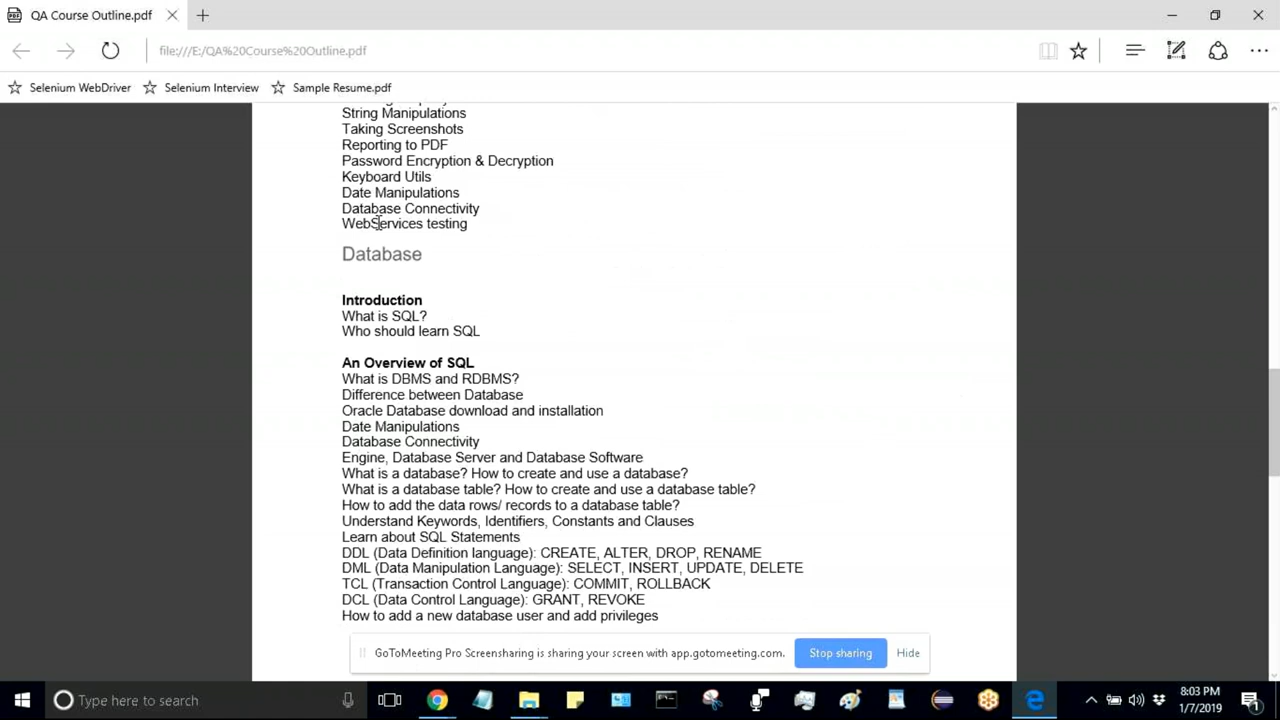 QA Course Outline.pdf
file:///E:/QA%20Course%20Outline.pdf
Selenium WebDriver
Selenium Interview
Sample Resume.pdf
String Manipulations
Taking Screenshots
Reporting to PDF
Password Encryption & Decryption
Keyboard Utils
Date Manipulations
Database Connectivity
WebServices testing
Database
Introduction
What is SQL?
Who should learn SQL
An Overview of SQL
What is DBMS and RDBMS?
Difference between Database
Oracle Database download and installation
Date Manipulations
Database Connectivity
Engine, Database Server and Database Software
What is a database? How to create and use a database?
What is a database table? How to create and use a database table?
How to add the data rows/ records to a database table?
Understand Keywords, Identifiers, Constants and Clauses
Learn about SQL Statements
DDL (Data Definition language): CREATE, ALTER, DROP, RENAME
DML (Data Manipulation Language): SELECT, INSERT, UPDATE, DELETE
TCL (Transaction Control Language): COMMIT, ROLLBACK
DCL (Data Control Language): GRANT, REVOKE
How to add a new database user and add privileges
GoToMeeting Pro Screensharing is sharing your screen with app.gotomeeting.com.
Stop sharing
Hide
Type here to search
8:03 PM
1/7/2019